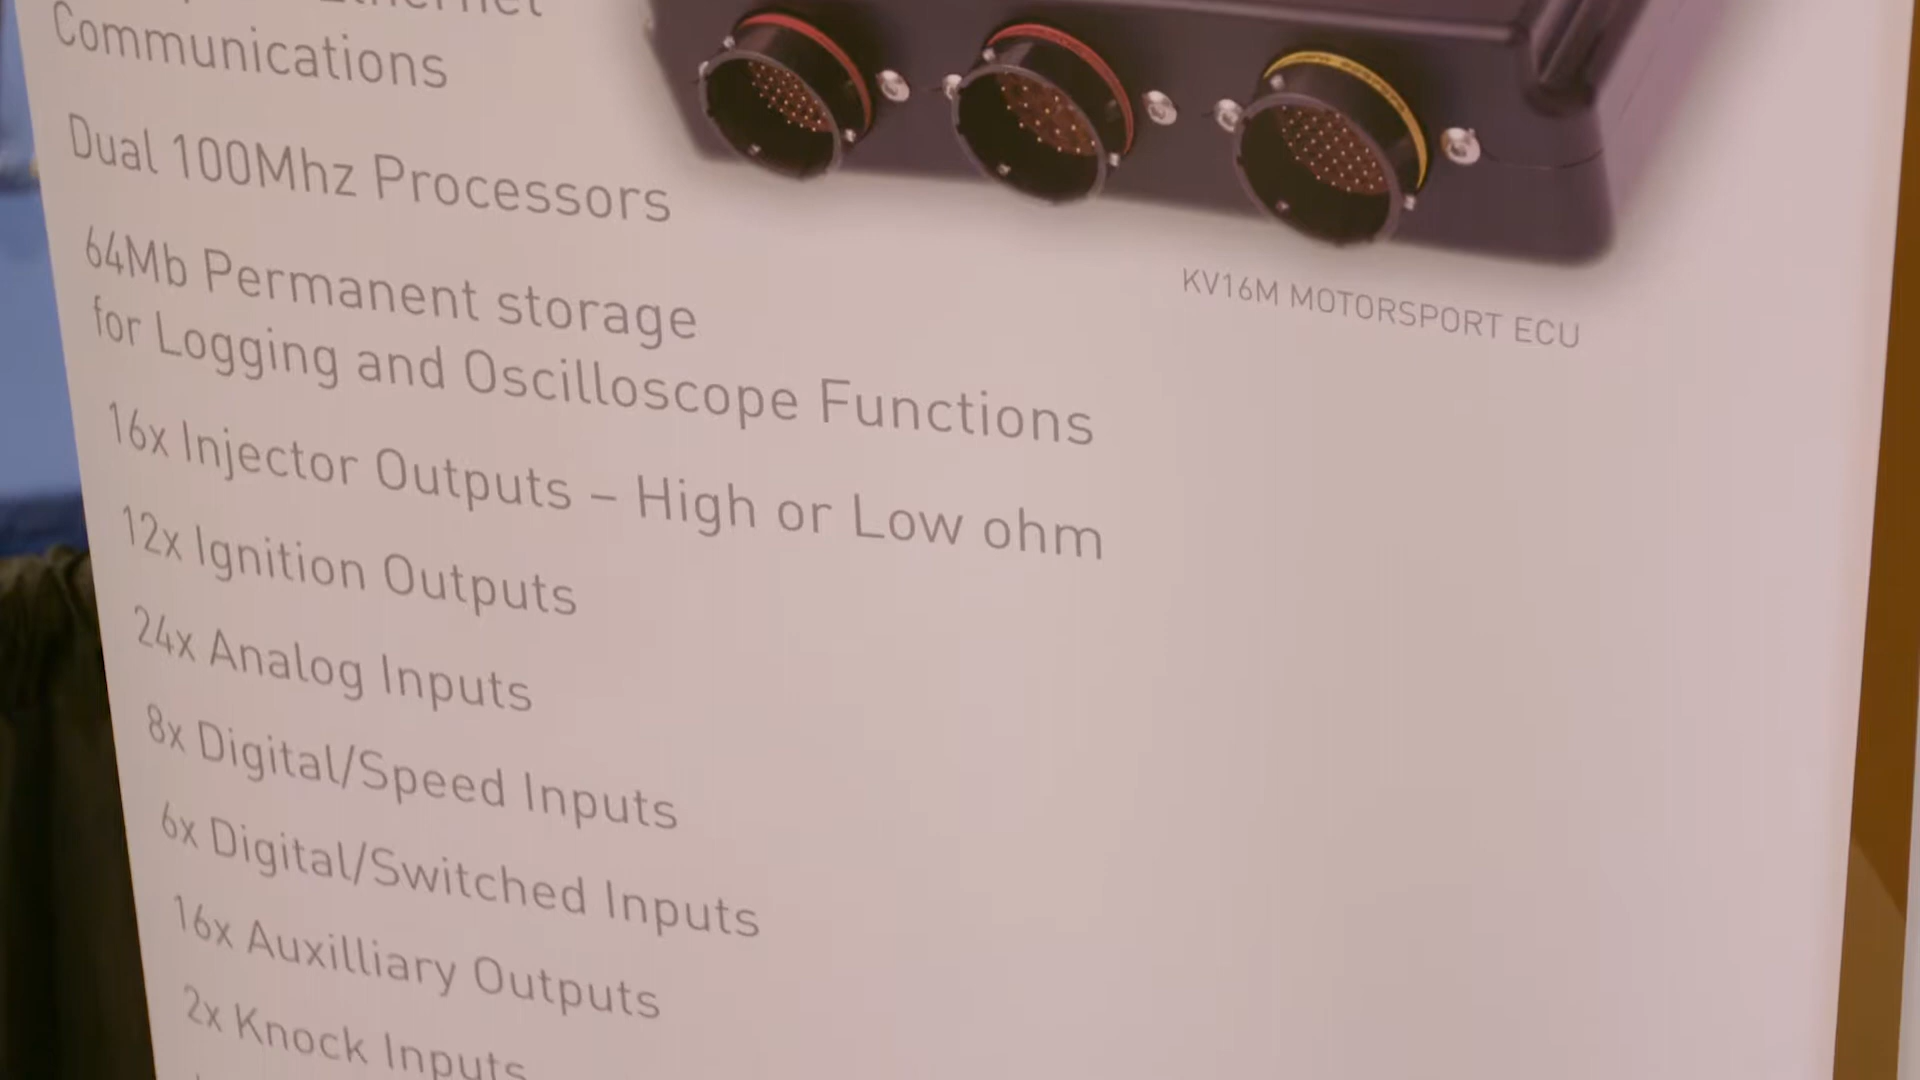 Communications
Dual 100Mhz Processors
64Mb Permanent storage
for Logging and Oscilloscope Functions
16x Injector Outputs – High or Low ohm
12x Ignition Outputs
24x Analog Inputs
8x Digital/Speed Inputs
6x Digital/Switched Inputs
16x Auxilliary Outputs
2x Knock Inputs
KV16M MOTORSPORT ECU